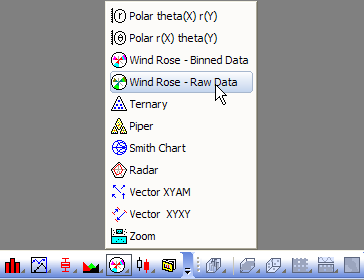 Polar theta(X) r(Y)
Polar r(X) theta(Y)
Wind Rose - Binned Data
Wind Rose - Raw Data
Ternary
Piper
Smith Chart
Radar
Vector XYAM
Vector XYXY
Zoom